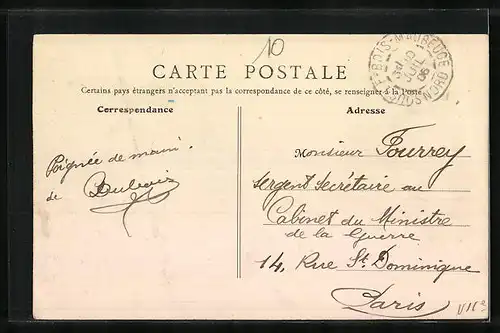 10
CARTE POSTALE
Certains pays étrangers n'acceptant pas la correspondance de ce côté, se renseigner à la Poste
Correspondance
Poignée de main.
de
Adresse
Monsieur Fourrey
Sergent Secrétaire au
Cabinet du Ministre
de la Guerre
14, Rue St. Dominique
Paris
VIIe